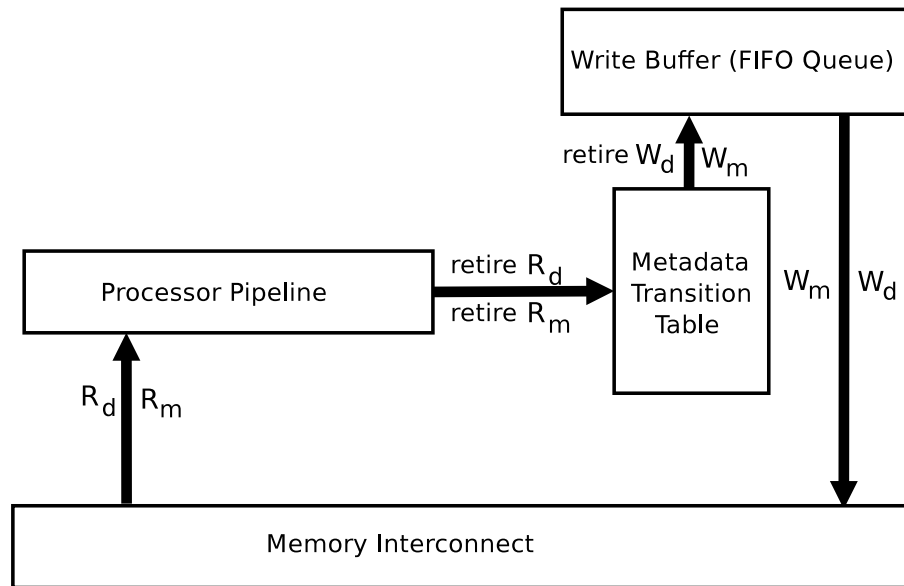 Write Buffer (FIFO Queue)
retire W_d W_m
Metadata
Transition
Table
retire R_d
retire R_m
Processor Pipeline
W_m W_d
R_d R_m
Memory Interconnect